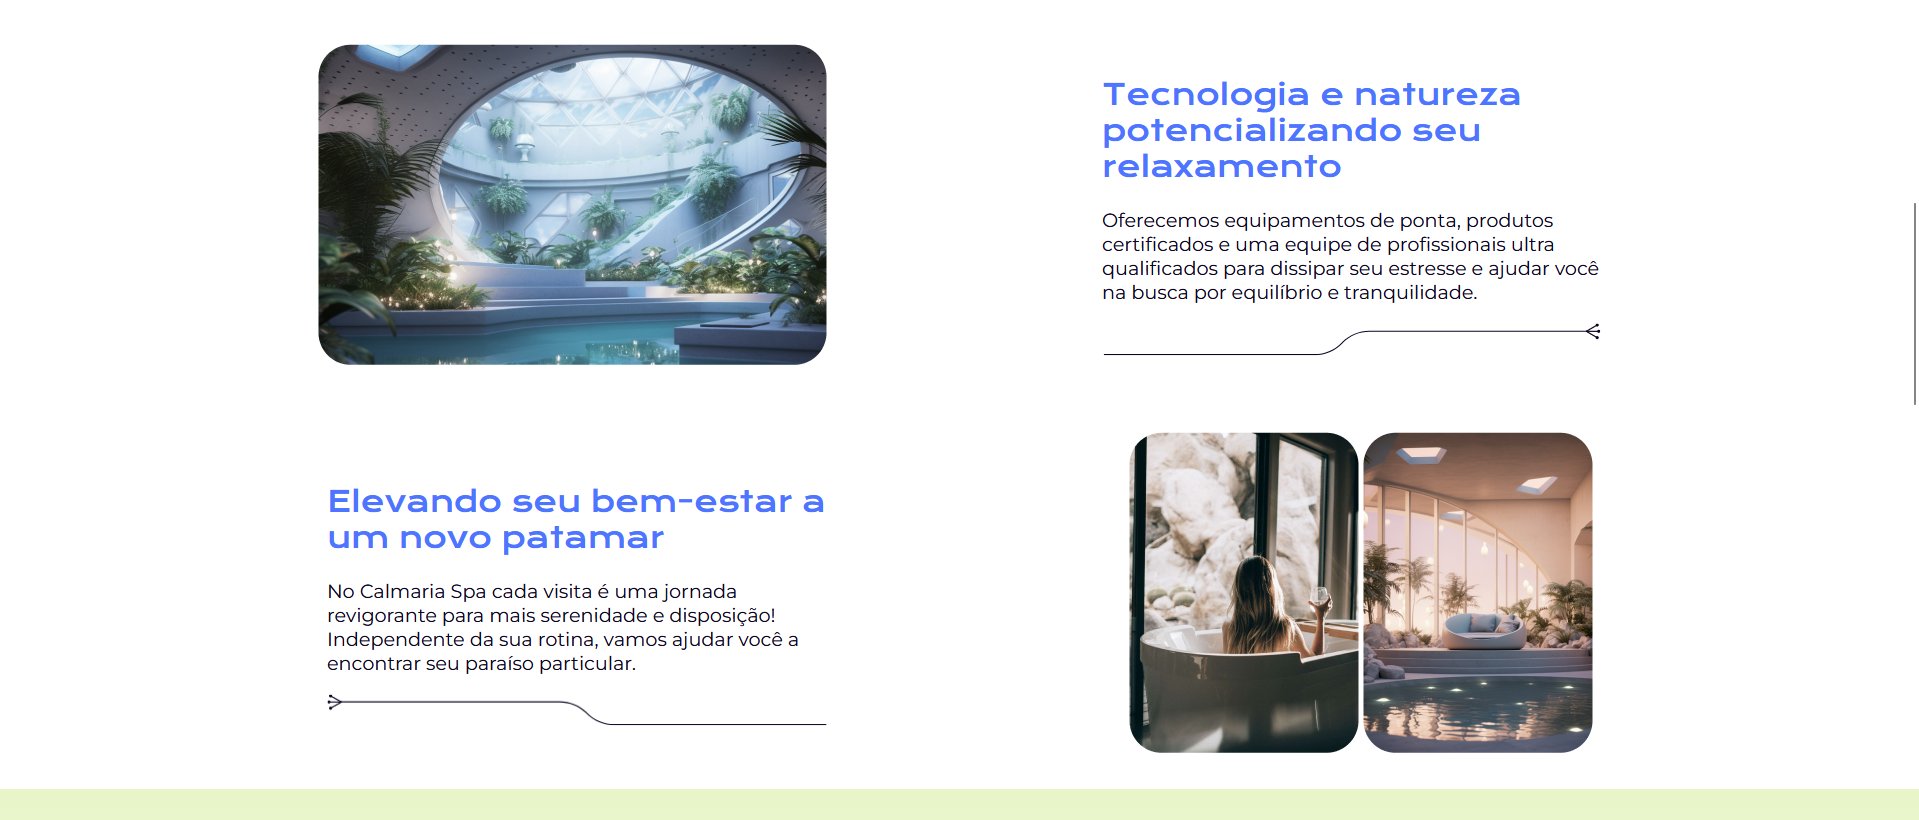 Tecnologia e natureza
potencializando seu
relaxamento
Oferecemos equipamentos de ponta, produtos
certificados e uma equipe de profissionais ultra
qualificados para dissipar seu estresse e ajudar você
na busca por equilíbrio e tranquilidade.
Elevando seu bem-estar a
um novo patamar
No Calmaria Spa cada visita é uma jornada
revigorante para mais serenidade e disposição!
Independente da sua rotina, vamos ajudar você a
encontrar seu paraíso particular.